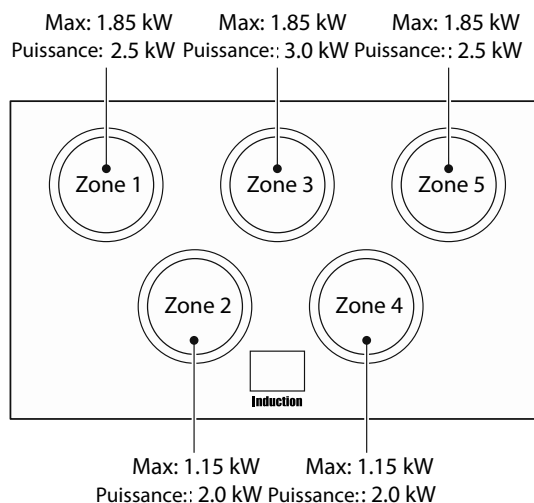 Max: 1.85 kW Max: 1.85 kW Max: 1.85 kW
Puissance: 2.5 kW Puissance:: 3.0 kW Puissance:: 2.5 kW
Zone 1 Zone 3 Zone 5
Zone 2 Zone 4
Induction
Max: 1.15 kW Max: 1.15 kW
Puissance:: 2.0 kW Puissance:: 2.0 kW